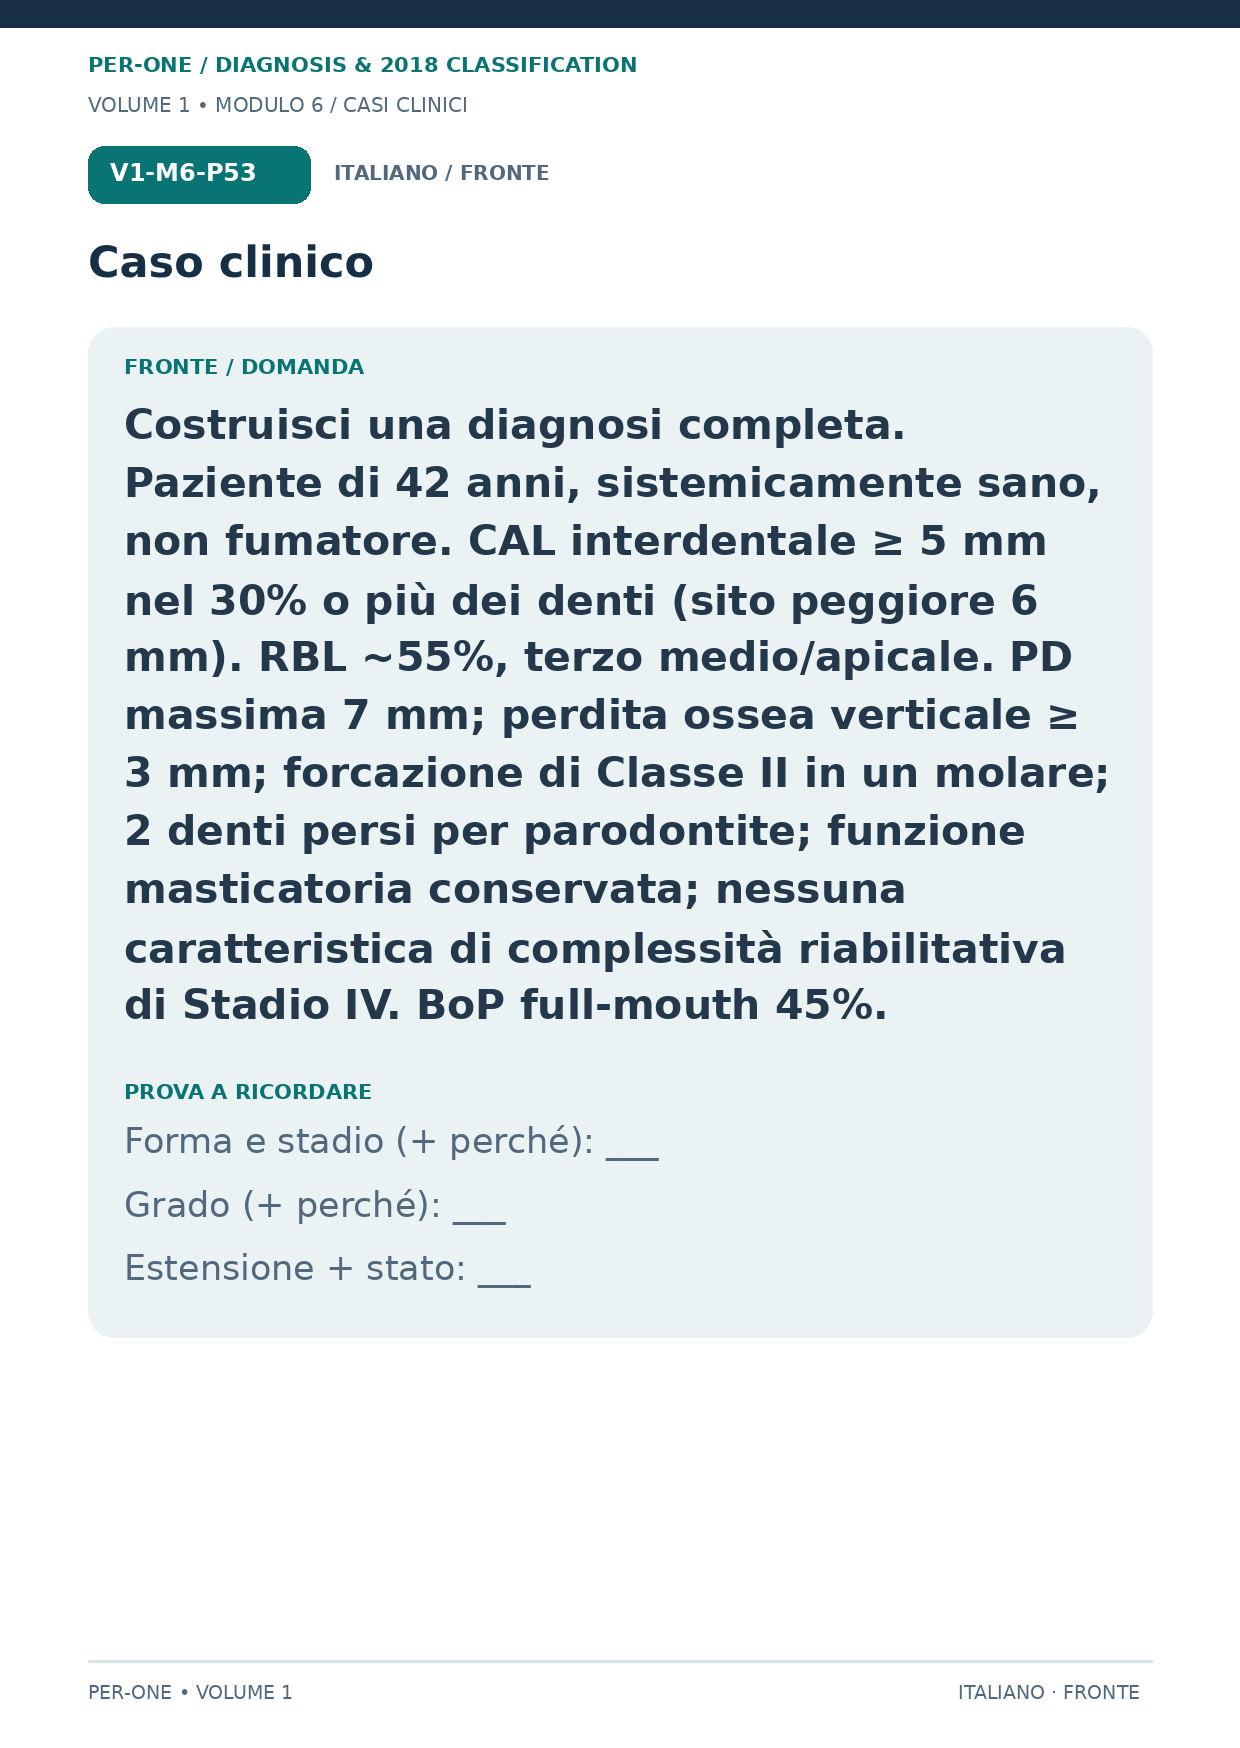 PER-ONE / DIAGNOSIS & 2018 CLASSIFICATION
VOLUME 1 • MODULO 6 / CASI CLINICI
V1-M6-P53
ITALIANO / FRONTE
Caso clinico
FRONTE / DOMANDA
Costruisci una diagnosi completa.
Paziente di 42 anni, sistemicamente sano,
non fumatore. CAL interdentale ≥ 5 mm
nel 30% o più dei denti (sito peggiore 6
mm). RBL ~55%, terzo medio/apicale. PD
massima 7 mm; perdita ossea verticale ≥
3 mm; forcazione di Classe II in un molare;
2 denti persi per parodontite; funzione
masticatoria conservata; nessuna
caratteristica di complessità riabilitativa
di Stadio IV. BoP full-mouth 45%.
PROVA A RICORDARE
Forma e stadio (+ perché): ___
Grado (+ perché): ___
Estensione + stato: ___
PER-ONE • VOLUME 1
ITALIANO · FRONTE